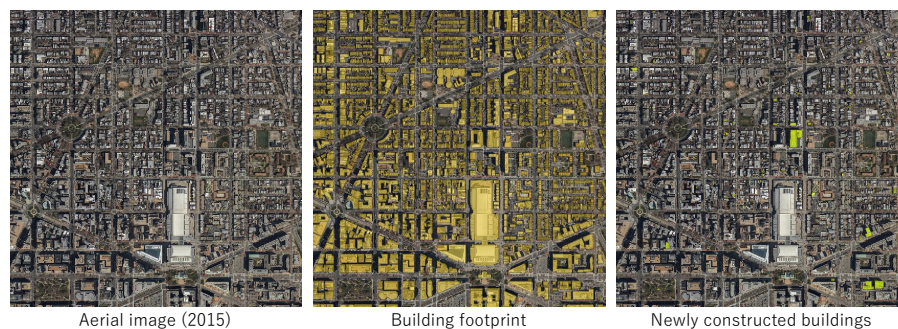 Aerial image (2015)
Building footprint
Newly constructed buildings